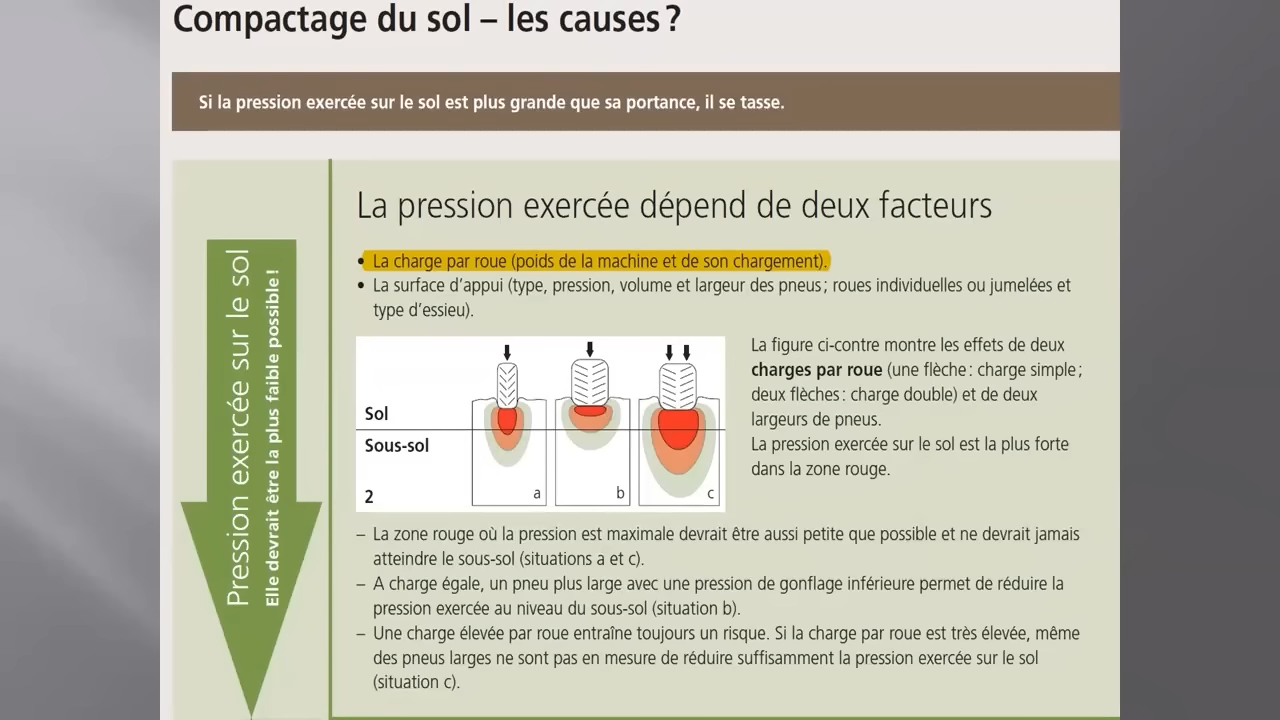 Compactage du sol – les causes ?
Si la pression exercée sur le sol est plus grande que sa portance, il se tasse.
Pression exercée sur le sol
Elle devrait être la plus faible possible !
La pression exercée dépend de deux facteurs
• La charge par roue (poids de la machine et de son chargement).
• La surface d’appui (type, pression, volume et largeur des pneus ; roues individuelles ou jumelées et
type d’essieu).
Sol
Sous-sol
2
a
b
c
La figure ci-contre montre les effets de deux
charges par roue (une flèche : charge simple ;
deux flèches : charge double) et de deux
largeurs de pneus.
La pression exercée sur le sol est la plus forte
dans la zone rouge.
– La zone rouge où la pression est maximale devrait être aussi petite que possible et ne devrait jamais
atteindre le sous-sol (situations a et c).
– A charge égale, un pneu plus large avec une pression de gonflage inférieure permet de réduire la
pression exercée au niveau du sous-sol (situation b).
– Une charge élevée par roue entraîne toujours un risque. Si la charge par roue est très élevée, même
des pneus larges ne sont pas en mesure de réduire suffisamment la pression exercée sur le sol
(situation c).